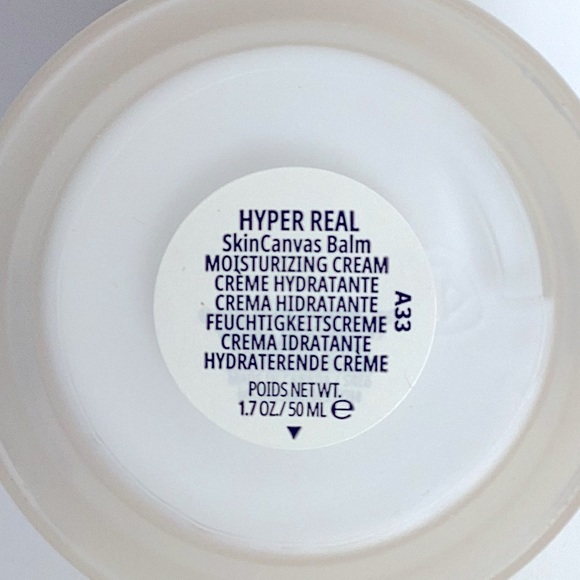 HYPER REAL
SkinCanvas Balm
MOISTURIZING CREAM
CRÈME HYDRATANTE
CREMA HIDRATANTE
FEUCHTIGKEITSCREME
CREMA IDRATANTE
HYDRATERENDE CRÈME
A33
POIDS NET WT.
1.7 OZ./ 50 ML ℮